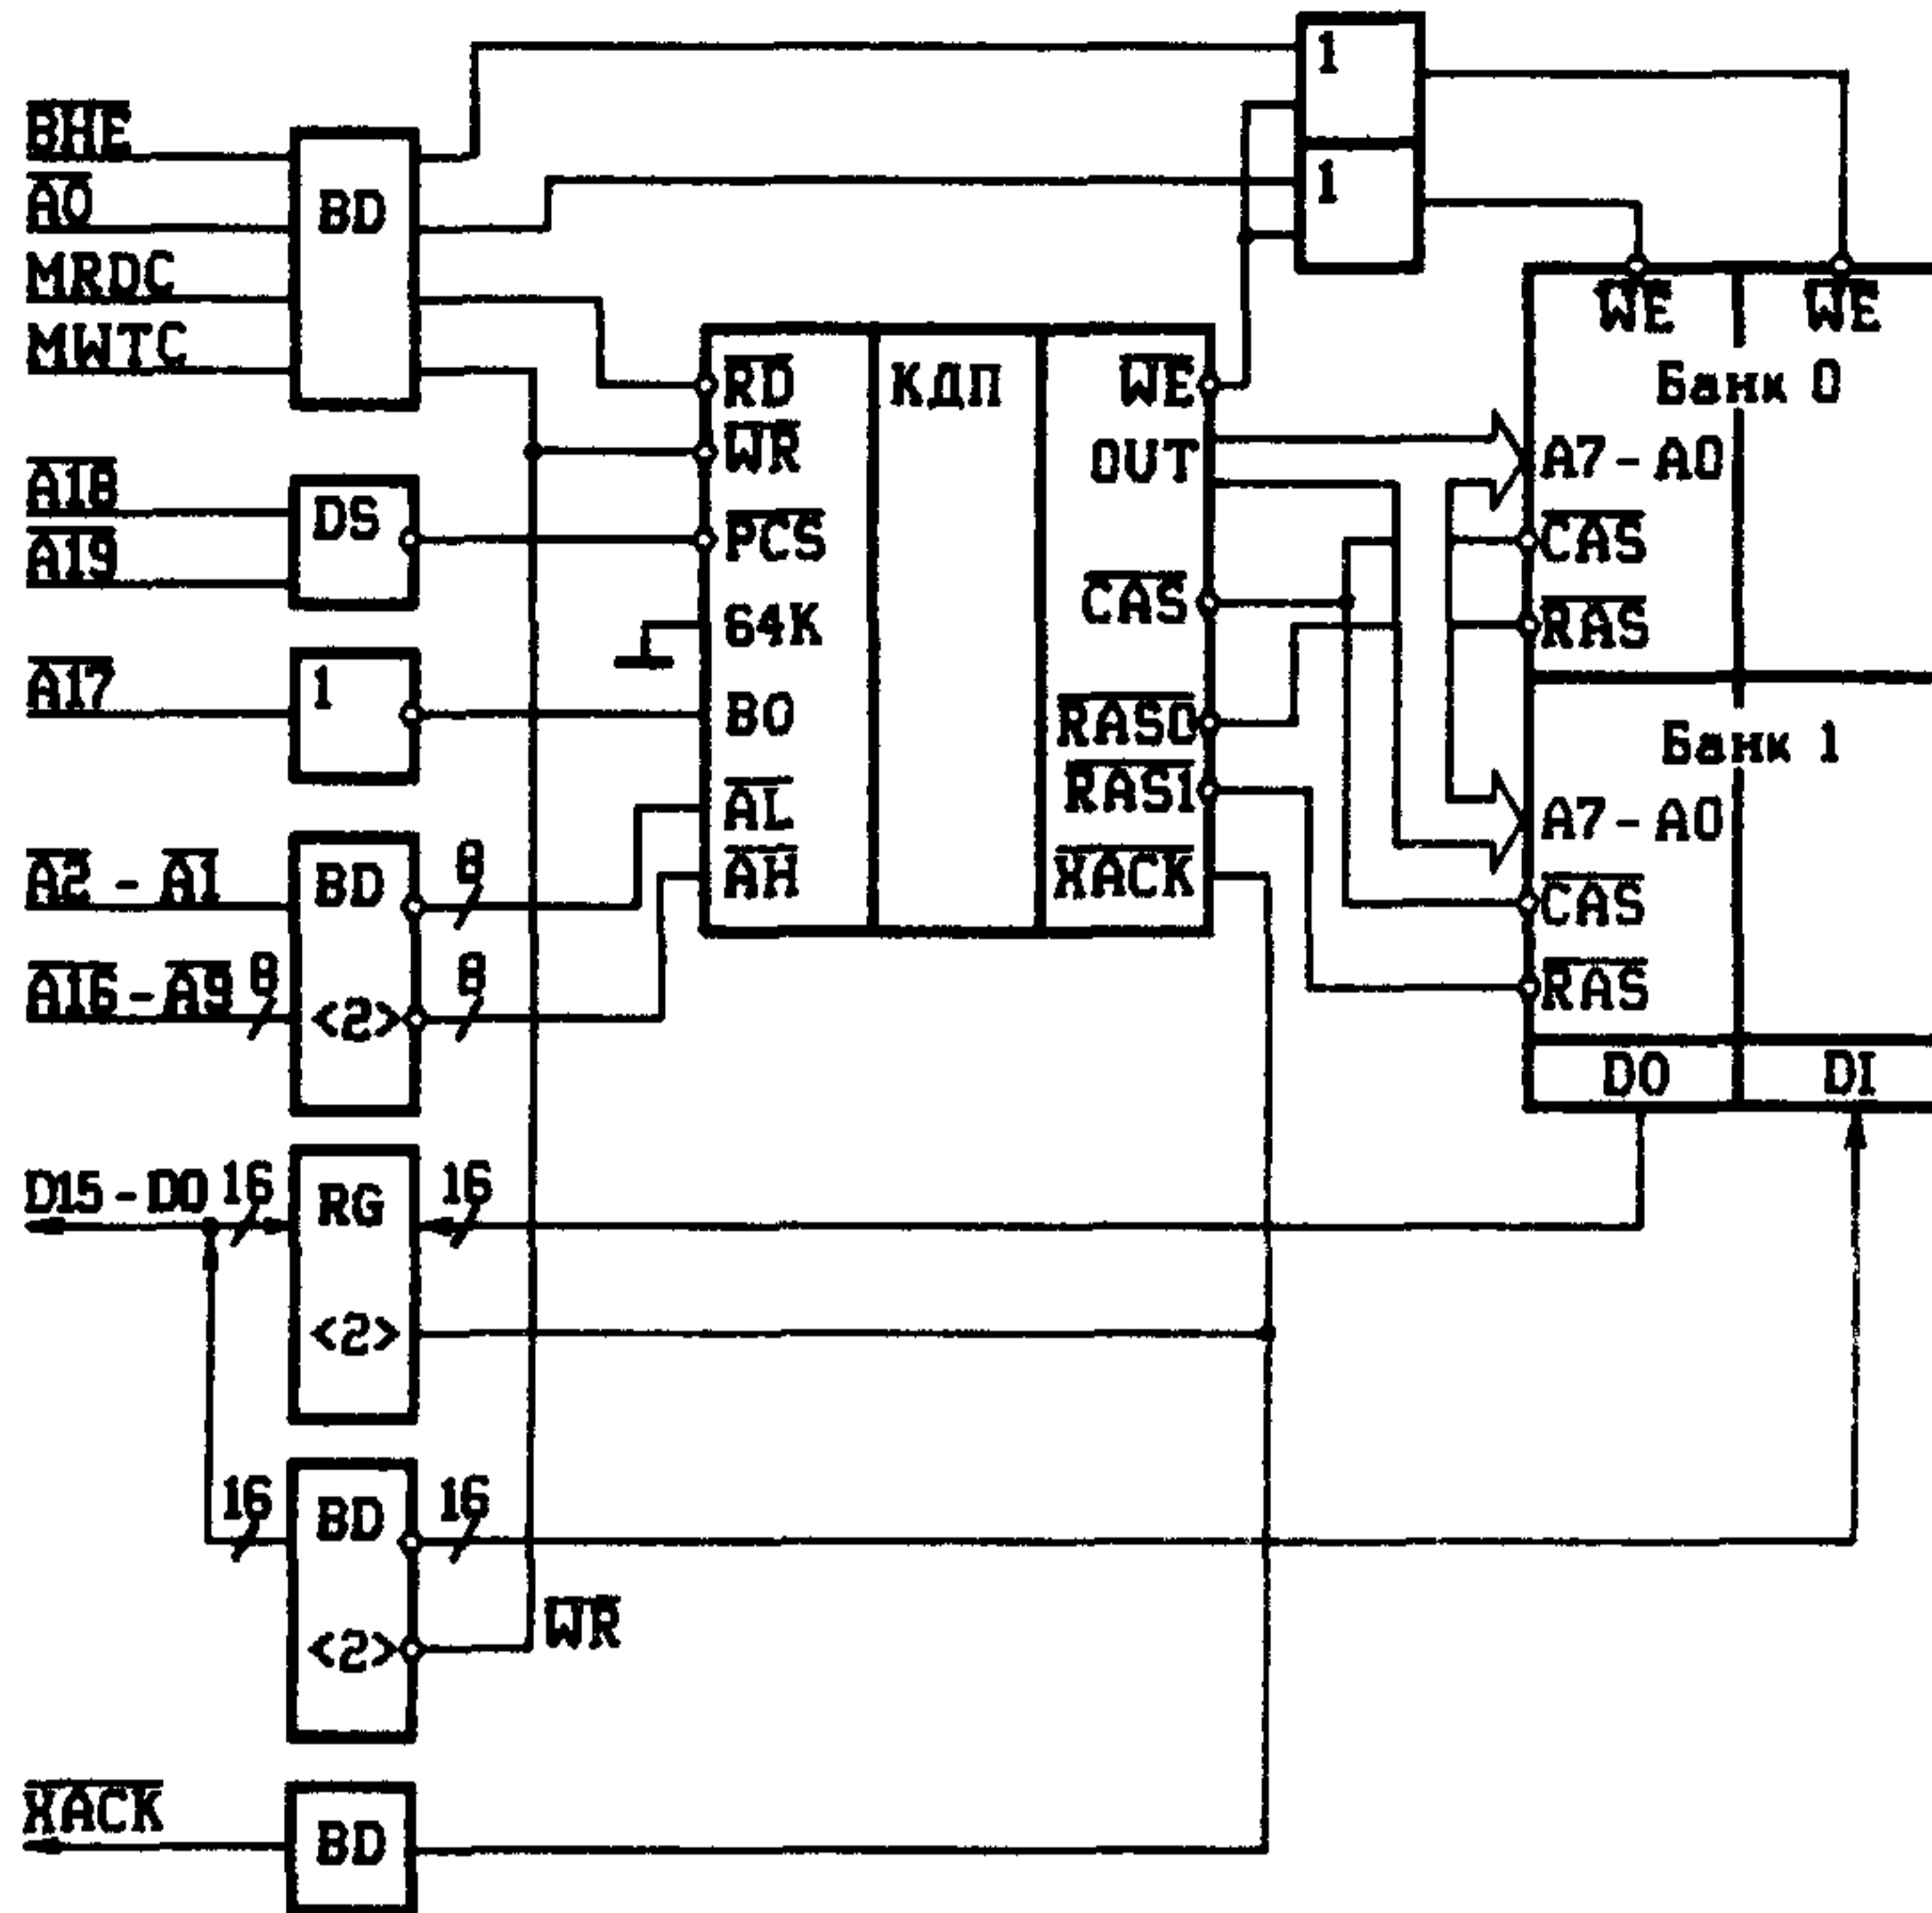 1
BHE
A0
BD
1
MRDC
MWTC
WE
WE
RD
КДП
WE
Банк 0
WR
OUT
A7-A0
A18
DS
A19
PCS
CAS
CAS
64K
RAS
A17
1
B0
RAS0
Банк 1
RAS1
AL
A7-A0
A2 - A1
BD
8
AH
XACK
CAS
A16-A9
8
<2>
8
RAS
DO
DI
D15-D0
16
RG
16
<2>
16
BD
16
<2>
WR
XACK
BD